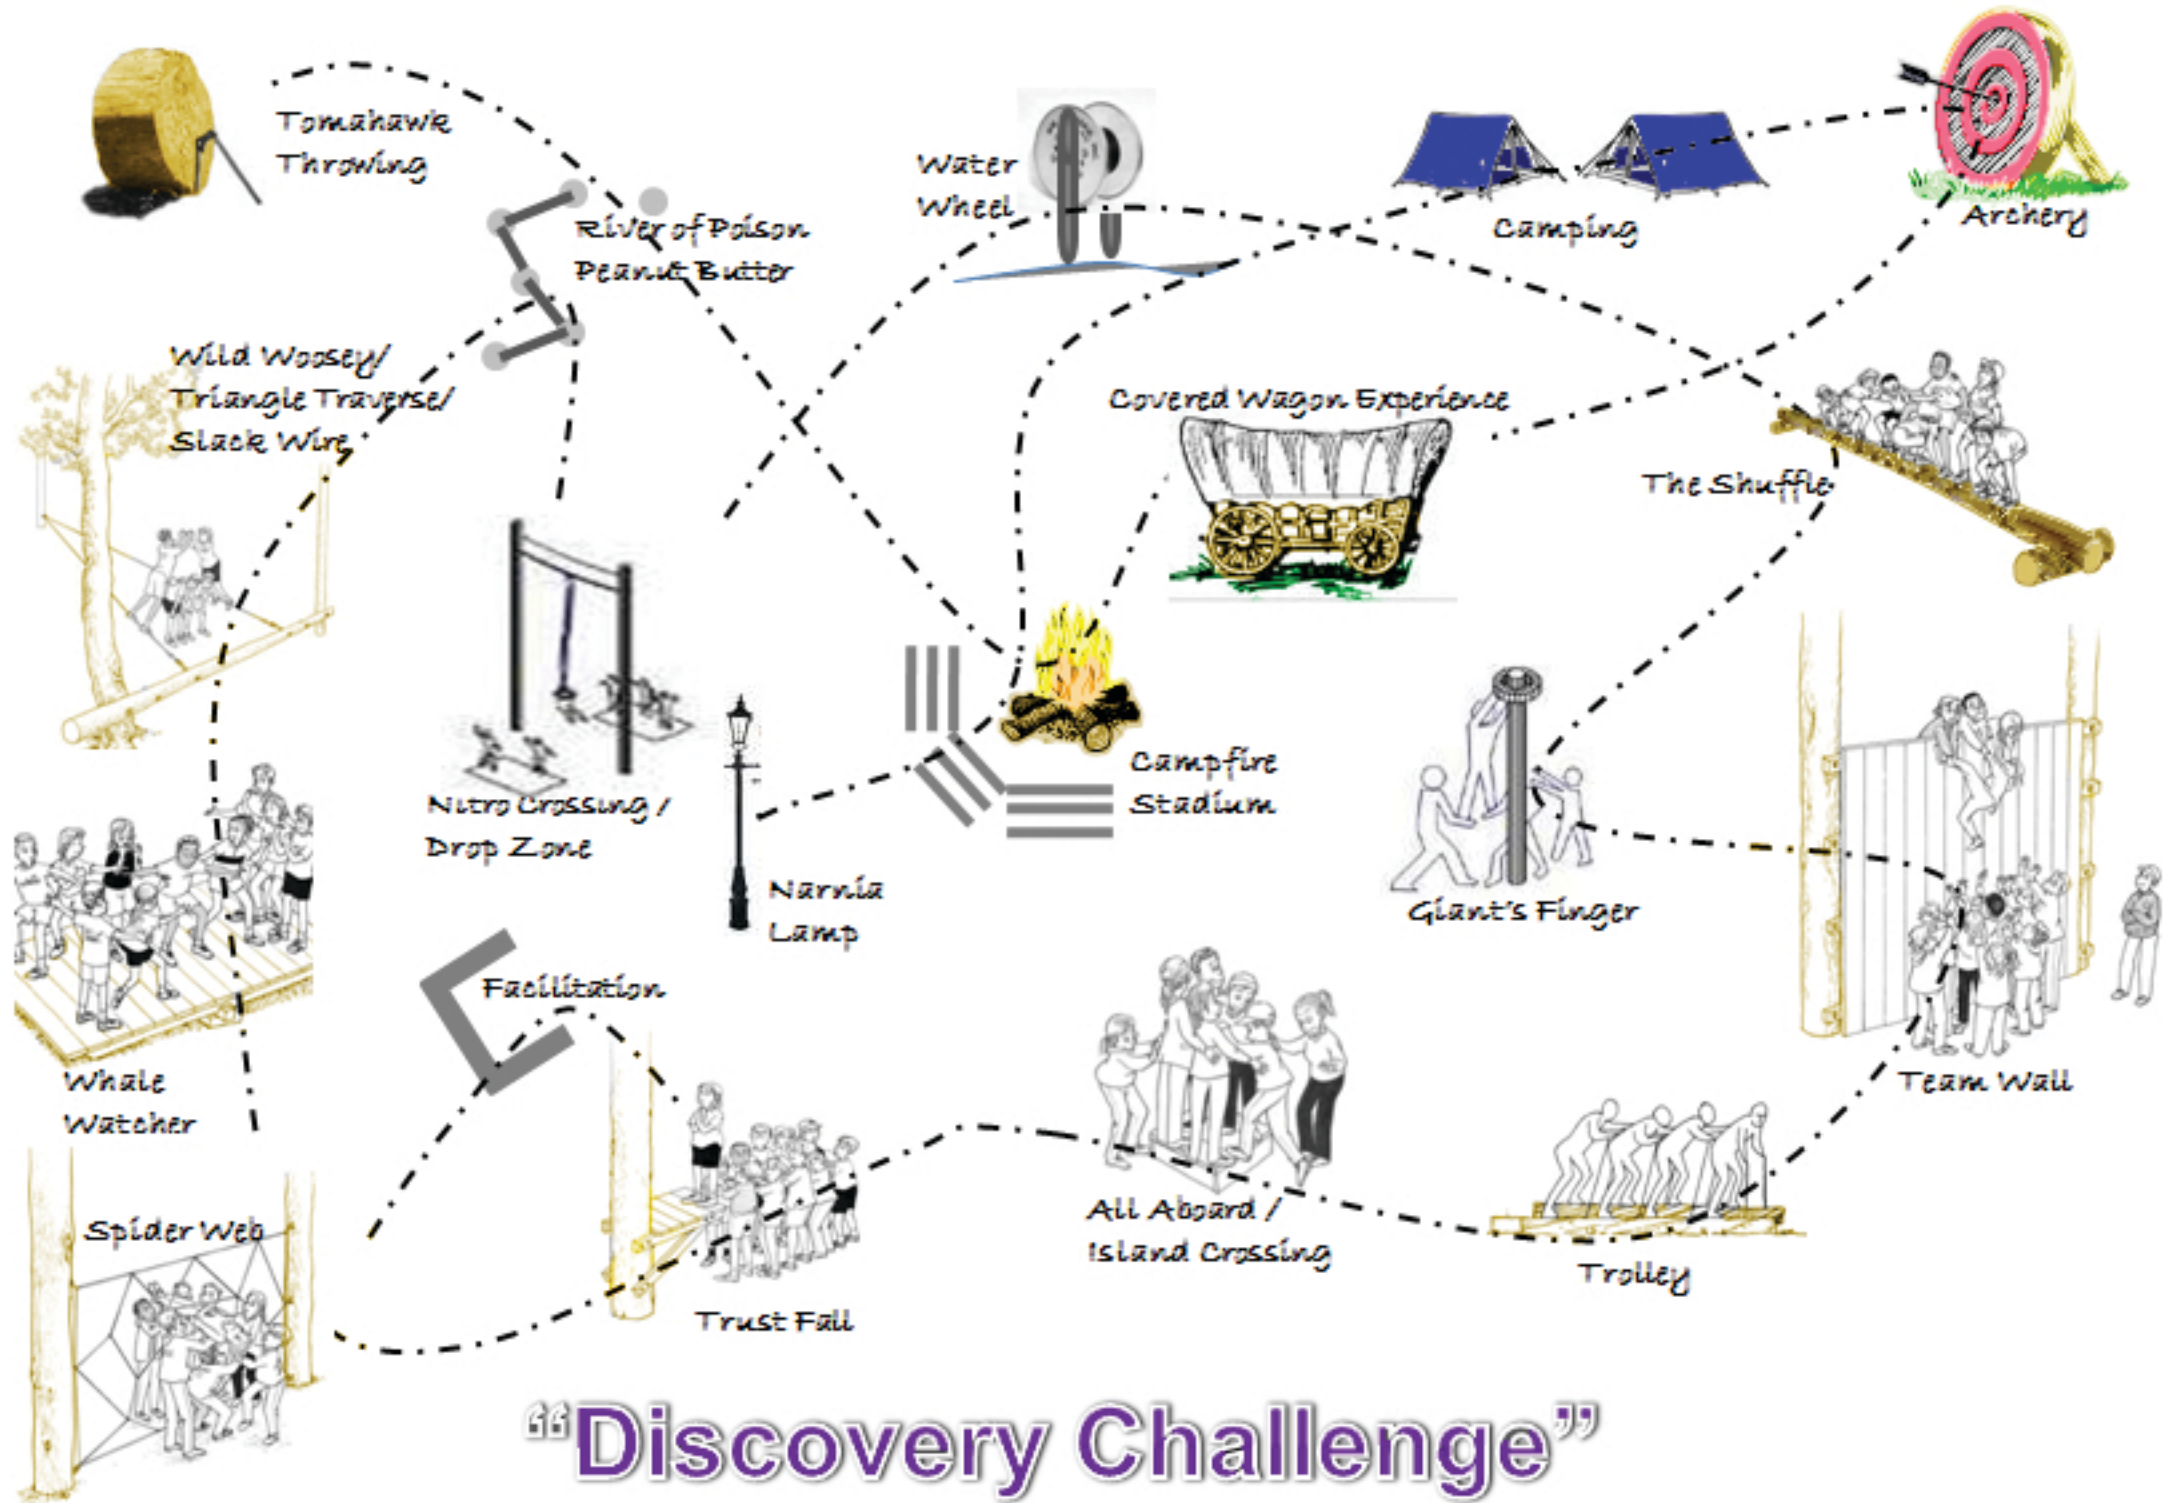 Tomahawk
Throwing
River of Poison
Peanut Butter
Water
Wheel
Camping
Archery
Wild Woosey/
Triangle Traverse/
Slack Wire
Covered Wagon Experience
The Shuffle
Nitro Crossing /
Drop Zone
Narnia
Lamp
Campfire
Stadium
Giant's Finger
Facilitation
Whale
Watcher
Team Wall
Spider Web
Trust Fall
All Aboard /
Island Crossing
Trolley
“Discovery Challenge”